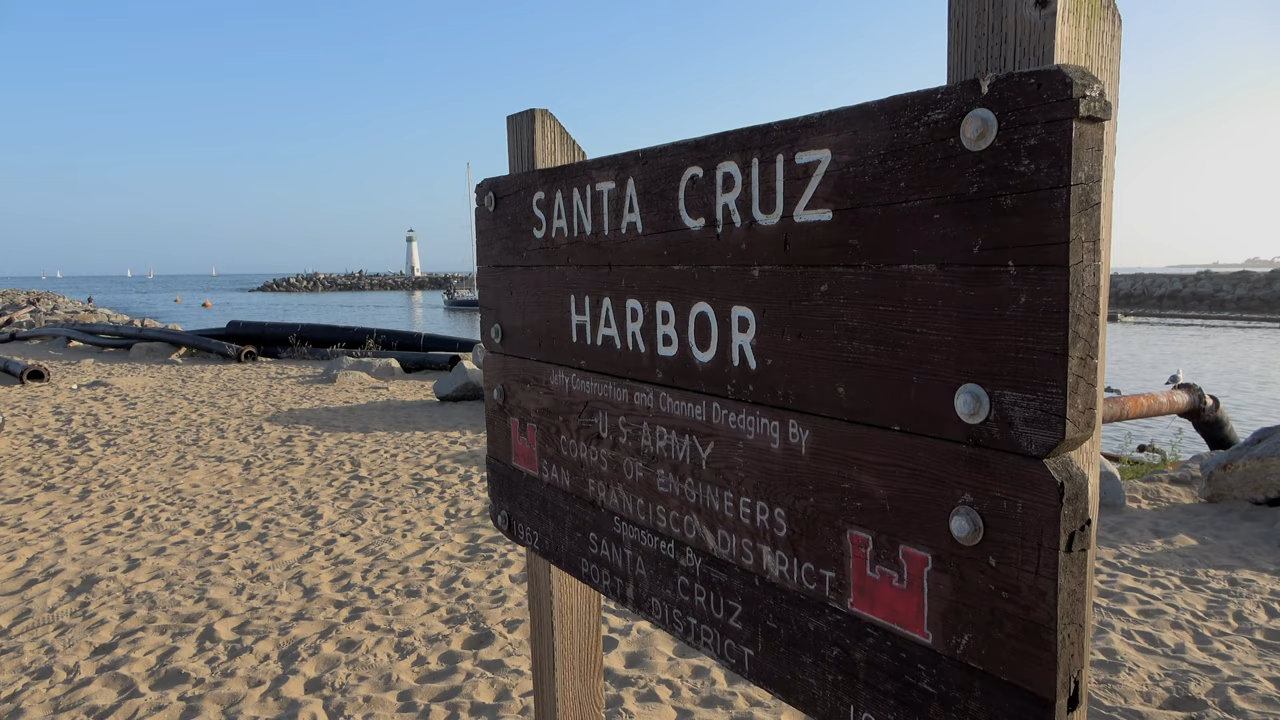 SANTA CRUZ
HARBOR
Jetty Construction and Channel Dredging By
U.S. ARMY
CORPS OF ENGINEERS
SAN FRANCISCO DISTRICT
Sponsored By
SANTA CRUZ
PORT DISTRICT
1962